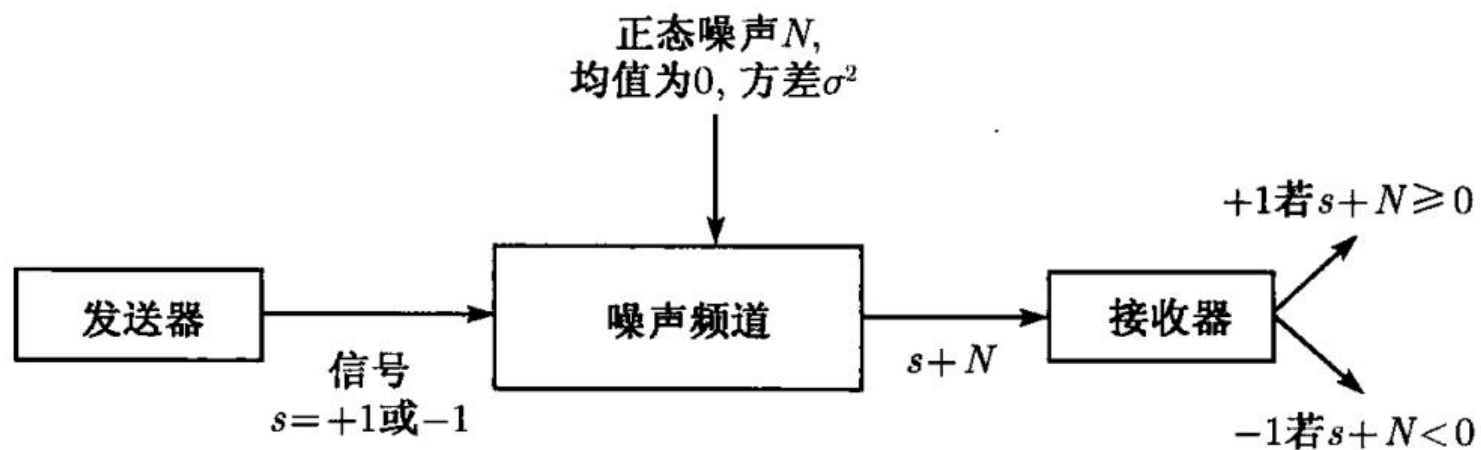 正态噪声N,
均值为0, 方差σ²
+1若s+N≥0
发送器
噪声频道
接收器
s+N
信号
s=+1或−1
−1若s+N<0